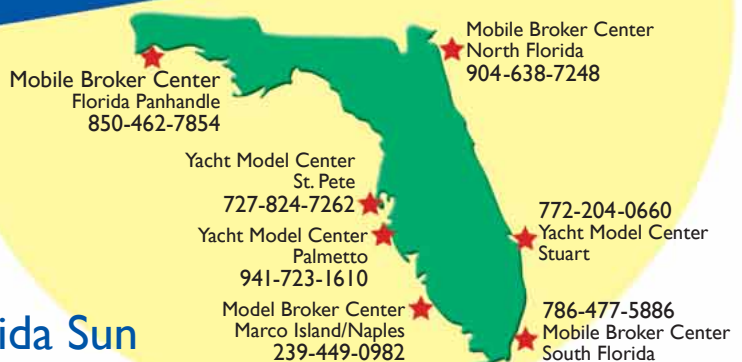 Mobile Broker Center
North Florida
904-638-7248
Mobile Broker Center
Florida Panhandle
850-462-7854
Yacht Model Center
St. Pete
727-824-7262
Yacht Model Center
Palmetto
941-723-1610
772-204-0660
Yacht Model Center
Stuart
Model Broker Center
Marco Island/Naples
239-449-0982
786-477-5886
Mobile Broker Center
South Florida
ida Sun